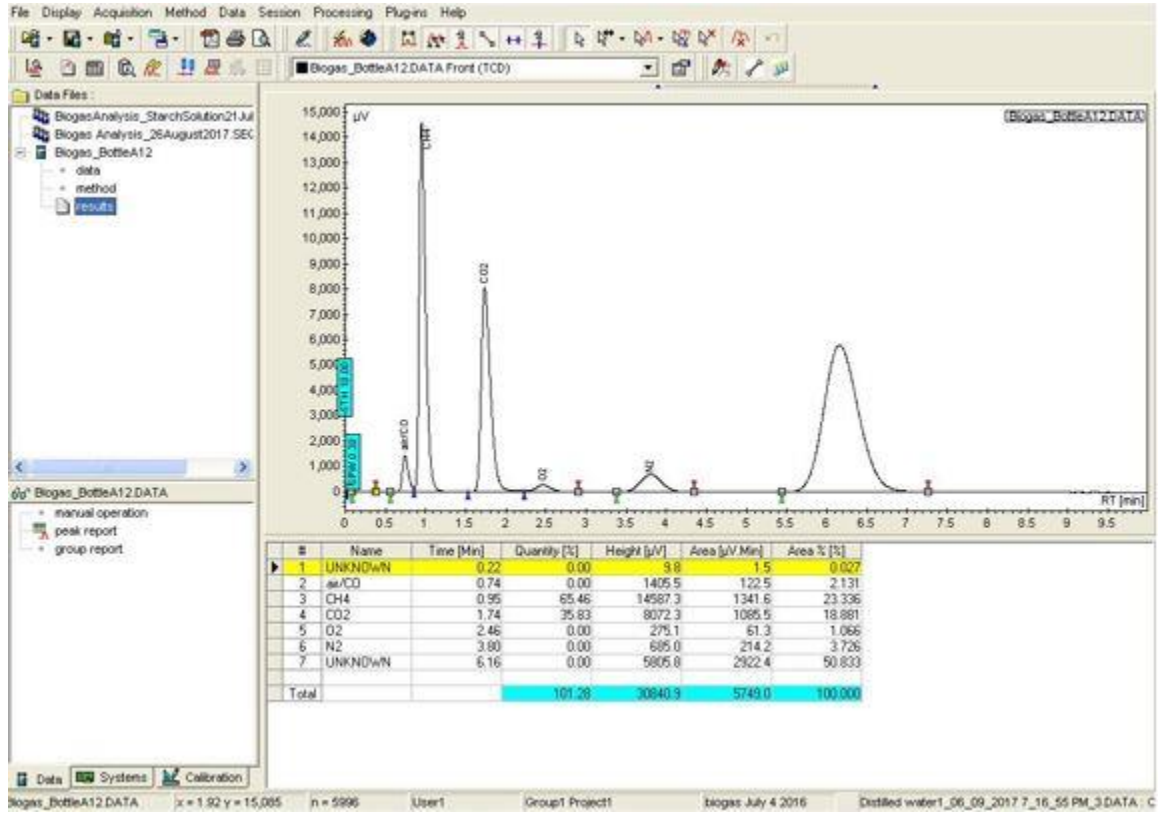 File Display Acquisition Method Data Session Processing Plug-ins Help
Biogas_BottleA12.DATA Front (TCD)
Data Files :
BiogasAnalysis_StarchSolution21Jul
Biogas Analysis_26August2017.SEC
Biogas_BottleA12
data
method
results
Biogas_BottleA12.DATA
manual operation
peak report
group report
Data Systems Calibration
15,000
14,000
13,000
12,000
11,000
10,000
9,000
8,000
7,000
6,000
5,000
4,000
3,000
2,000
1,000
0
µV
Biogas_BottleA12.DATA
STH 10.00
air/CO
CH4
CO2
O2
N2
RT [min]
0 0.5 1 1.5 2 2.5 3 3.5 4 4.5 5 5.5 6 6.5 7 7.5 8 8.5 9 9.5
# Name Time [Min] Quantity [%] Height [µV] Area [µV.Min] Area % [%]
1 UNKNOWN 0.22 0.00 9.8 1.5 0.027
2 air/CO 0.74 0.00 1405.5 122.5 2.131
3 CH4 0.95 65.46 14587.3 1341.6 23.336
4 CO2 1.74 35.83 8072.3 1085.5 18.881
5 O2 2.46 0.00 275.1 61.3 1.066
6 N2 3.80 0.00 685.0 214.2 3.726
7 UNKNOWN 6.16 0.00 5805.8 2922.4 50.833
Total 101.28 30840.9 5749.0 100.000
Biogas_BottleA12.DATA x = 1.92 y = 15,085 n = 5996 User1 Group1 Project1 biogas July 4 2016 Distilled water1_06_09_2017 7_16_55 PM_3.DATA : C